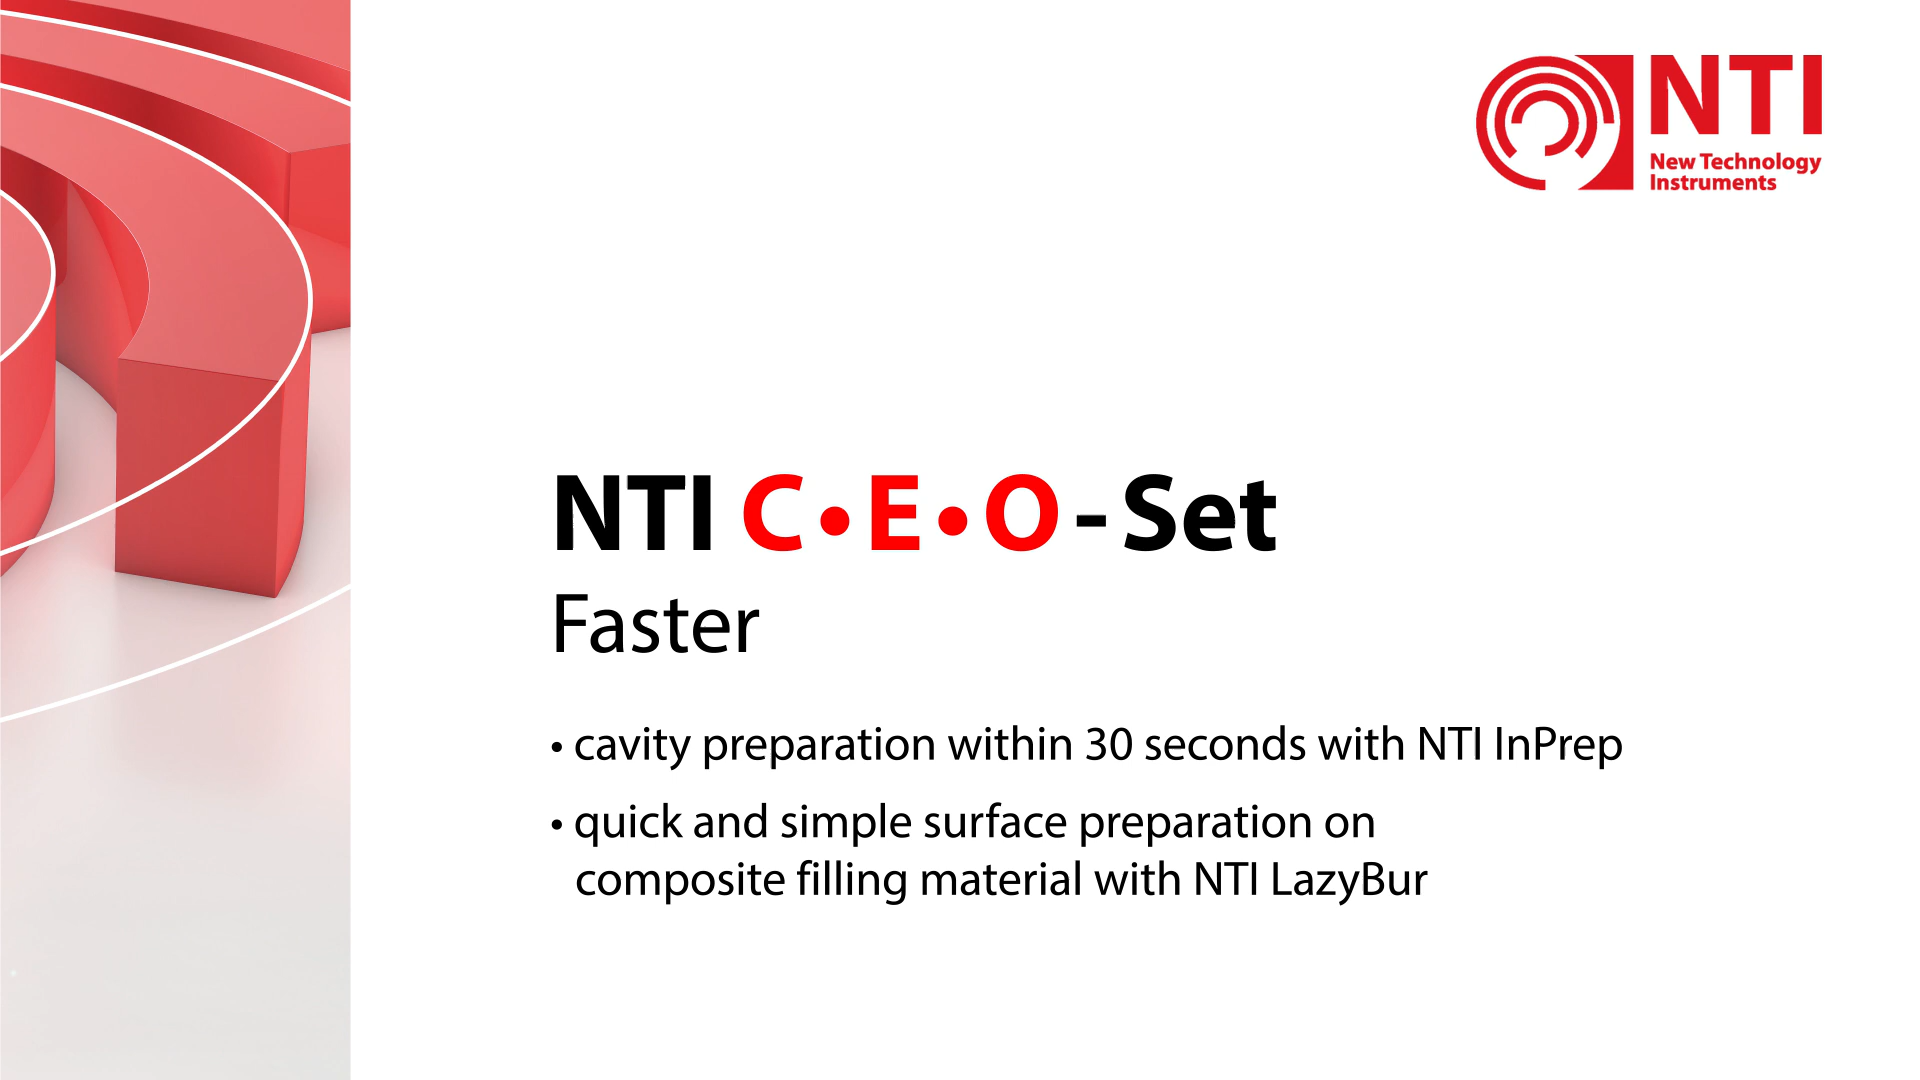 NTI
New Technology
Instruments
NTI C•E•O-Set
Faster
• cavity preparation within 30 seconds with NTI InPrep
• quick and simple surface preparation on
composite filling material with NTI LazyBur